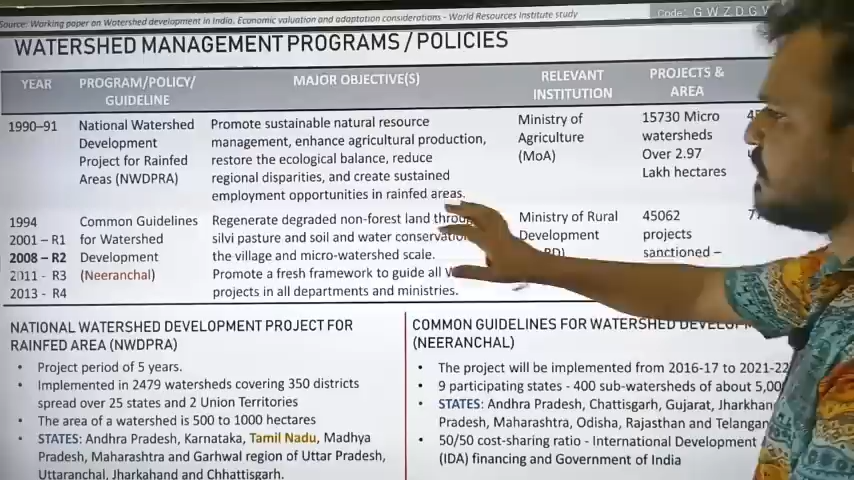 Source: Working paper on Watershed development in India. Economic valuation and adaptation considerations - World Resources Institute study
Code: G W Z D G
WATERSHED MANAGEMENT PROGRAMS / POLICIES
YEAR
PROGRAM/POLICY/
GUIDELINE
MAJOR OBJECTIVE(S)
RELEVANT
INSTITUTION
PROJECTS &
AREA
1990–91
National Watershed
Development
Project for Rainfed
Areas (NWDPRA)
Promote sustainable natural resource
management, enhance agricultural production,
restore the ecological balance, reduce
regional disparities, and create sustained
employment opportunities in rainfed areas.
Ministry of
Agriculture
(MoA)
15730 Micro
watersheds
Over 2.97
Lakh hectares
1994
2001 – R1
2008 – R2
2011 - R3
2013 - R4
Common Guidelines
for Watershed
Development
(Neeranchal)
Regenerate degraded non-forest land
silvi pasture and soil and water
the village and micro-watershed scale.
Promote a fresh framework to guide all
projects in all departments and ministries.
Ministry of Rural
Development
45062
projects
sanctioned –
NATIONAL WATERSHED DEVELOPMENT PROJECT FOR
RAINFED AREA (NWDPRA)
• Project period of 5 years.
• Implemented in 2479 watersheds covering 350 districts
spread over 25 states and 2 Union Territories
• The area of a watershed is 500 to 1000 hectares
• STATES: Andhra Pradesh, Karnataka, Tamil Nadu, Madhya
Pradesh, Maharashtra and Garhwal region of Uttar Pradesh,
Uttaranchal, Jharkahand and Chhattisgarh.
COMMON GUIDELINES FOR WATERSHED
(NEERANCHAL)
• The project will be implemented from 2016-17 to 2021-22
• 9 participating states - 400 sub-watersheds of about
• STATES: Andhra Pradesh, Chattisgarh, Gujarat,
Pradesh, Maharashtra, Odisha, Rajasthan and
• 50/50 cost-sharing ratio - International Development
(IDA) financing and Government of India